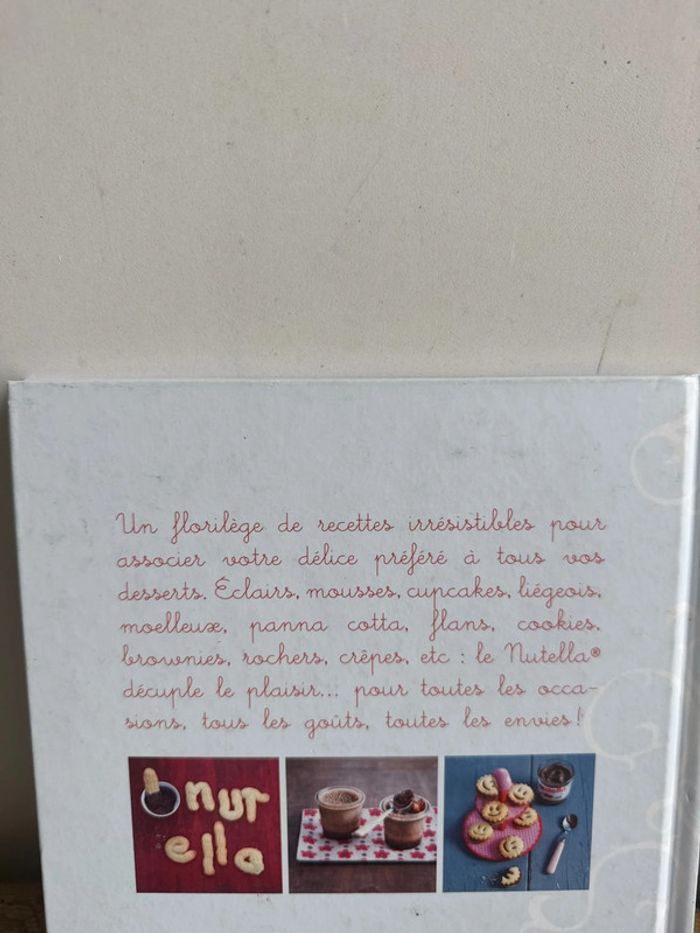 Un florilège de recettes irrésistibles pour
associer votre délice préféré à tous vos
desserts. Éclairs, mousses, cupcakes, liégeois,
moelleux, panna cotta, flans, cookies,
brownies, rochers, crêpes, etc : le Nutella®
décuple le plaisir... pour toutes les occa-
sions, tous les goûts, toutes les envies !
nut
ella